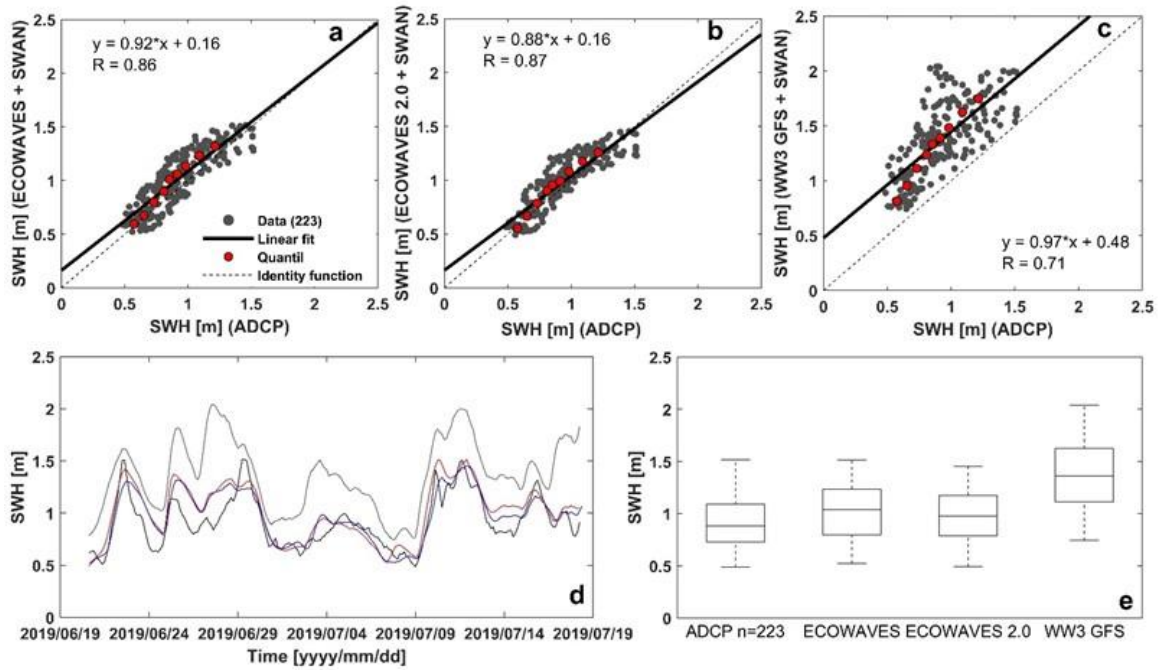 a
y = 0.92*x + 0.16
R = 0.86
Data (223)
Linear fit
Quantil
Identity function
SWH [m] (ECOWAVES + SWAN)
2.5
2
1.5
1
0.5
0
0 0.5 1 1.5 2 2.5
SWH [m] (ADCP)
b
y = 0.88*x + 0.16
R = 0.87
SWH [m] (ECOWAVES 2.0 + SWAN)
2.5
2
1.5
1
0.5
0
0 0.5 1 1.5 2 2.5
SWH [m] (ADCP)
c
y = 0.97*x + 0.48
R = 0.71
SWH [m] (WW3 GFS + SWAN)
2.5
2
1.5
1
0.5
0
0 0.5 1 1.5 2 2.5
SWH [m] (ADCP)
SWH [m]
2.5
2
1.5
1
0.5
0
d
2019/06/19 2019/06/24 2019/06/29 2019/07/04 2019/07/09 2019/07/14 2019/07/19
Time [yyyy/mm/dd]
SWH [m]
2.5
2
1.5
1
0.5
0
e
ADCP n=223 ECOWAVES ECOWAVES 2.0 WW3 GFS